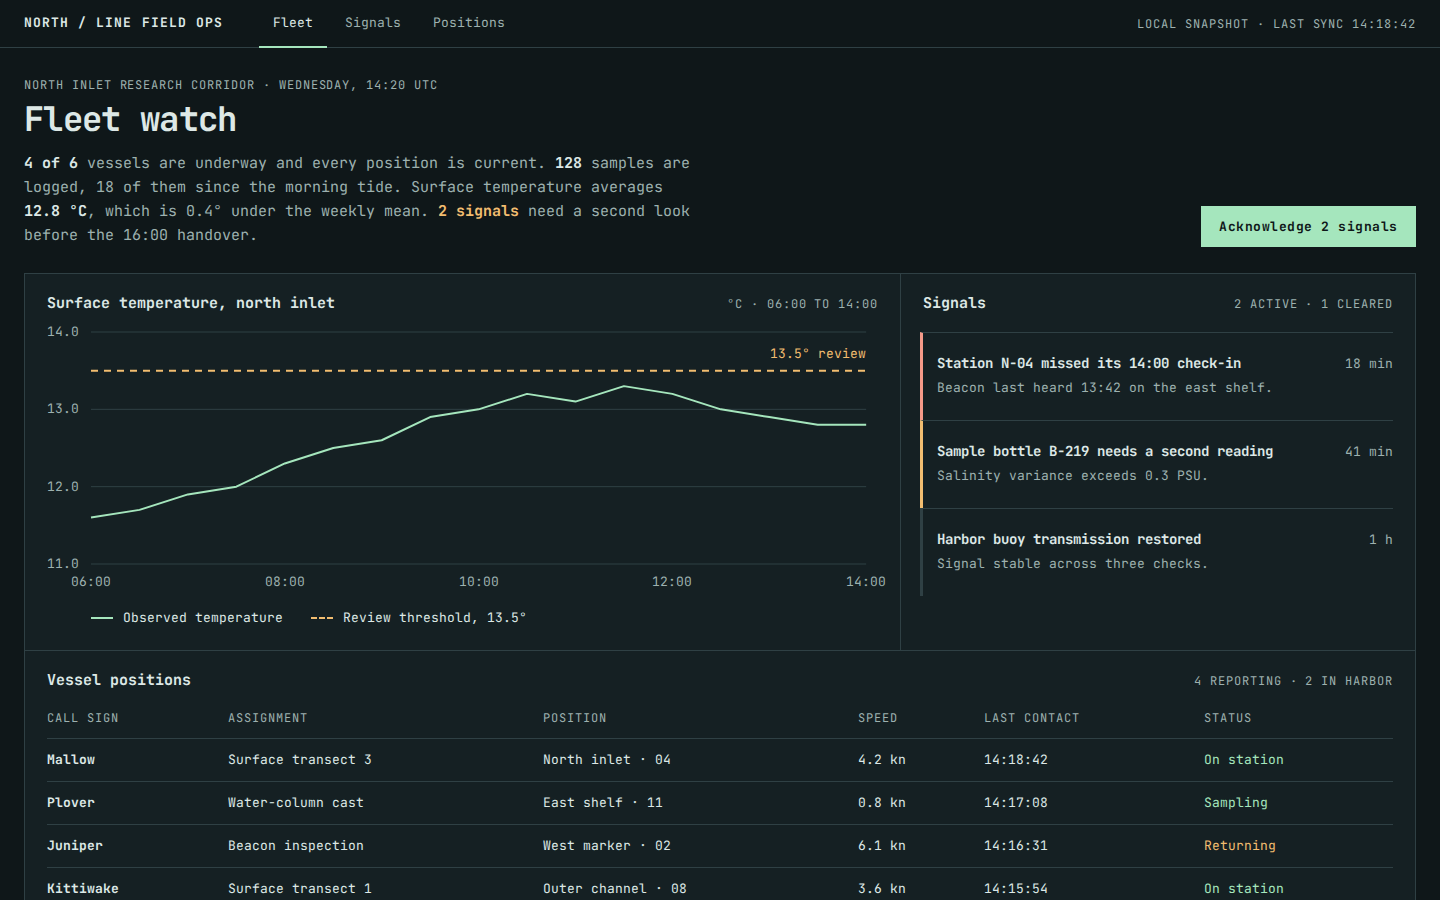 NORTH / LINE FIELD OPS Fleet Signals Positions LOCAL SNAPSHOT · LAST SYNC 14:18:42
NORTH INLET RESEARCH CORRIDOR · WEDNESDAY, 14:20 UTC
Fleet watch
4 of 6 vessels are underway and every position is current. 128 samples are
logged, 18 of them since the morning tide. Surface temperature averages
12.8 °C, which is 0.4° under the weekly mean. 2 signals need a second look
before the 16:00 handover.
Acknowledge 2 signals
Surface temperature, north inlet °C · 06:00 TO 14:00
14.0
13.5° review
13.0
12.0
11.0
06:00 08:00 10:00 12:00 14:00
Observed temperature Review threshold, 13.5°
Signals 2 ACTIVE · 1 CLEARED
Station N-04 missed its 14:00 check-in 18 min
Beacon last heard 13:42 on the east shelf.
Sample bottle B-219 needs a second reading 41 min
Salinity variance exceeds 0.3 PSU.
Harbor buoy transmission restored 1 h
Signal stable across three checks.
Vessel positions 4 REPORTING · 2 IN HARBOR
CALL SIGN ASSIGNMENT POSITION SPEED LAST CONTACT STATUS
Mallow Surface transect 3 North inlet · 04 4.2 kn 14:18:42 On station
Plover Water-column cast East shelf · 11 0.8 kn 14:17:08 Sampling
Juniper Beacon inspection West marker · 02 6.1 kn 14:16:31 Returning
Kittiwake Surface transect 1 Outer channel · 08 3.6 kn 14:15:54 On station